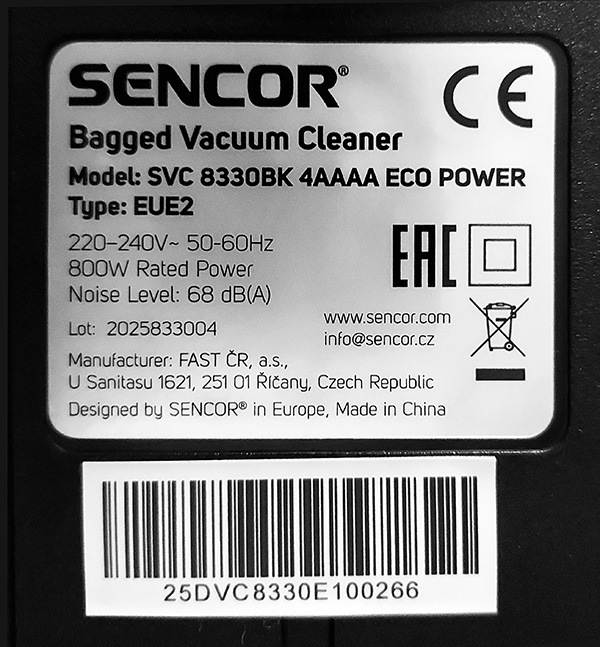 SENCOR®
CE
Bagged Vacuum Cleaner
Model: SVC 8330BK 4AAAA ECO POWER
Type: EUE2
220–240V~ 50-60Hz
800W Rated Power
Noise Level: 68 dB(A)
EAC
Lot: 2025833004
www.sencor.com
info@sencor.cz
Manufacturer: FAST ČR, a.s.,
U Sanitasu 1621, 251 01 Říčany, Czech Republic
Designed by SENCOR® in Europe, Made in China
25DVC8330E100266